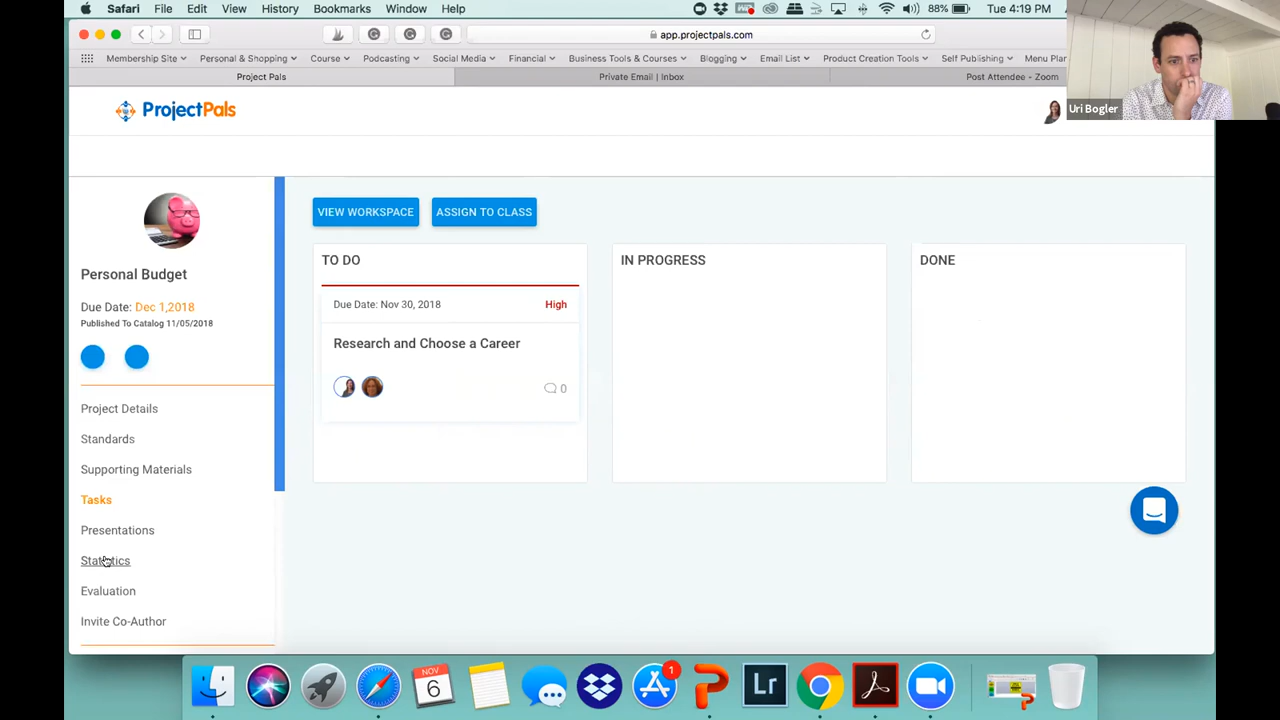 Safari File Edit View History Bookmarks Window Help 88% Tue 4:19 PM
app.projectpals.com
Membership Site Personal & Shopping Course Podcasting Social Media Financial Business Tools & Courses Blogging Email List Product Creation Tools Self Publishing Menu Plan
Project Pals Private Email | Inbox Post Attendee - Zoom
Uri Bogler
ProjectPals
VIEW WORKSPACE ASSIGN TO CLASS
Personal Budget
Due Date: Dec 1,2018
Published To Catalog 11/05/2018
Project Details
Standards
Supporting Materials
Tasks
Presentations
Statistics
Evaluation
Invite Co-Author
TO DO
Due Date: Nov 30, 2018 High
Research and Choose a Career
0
IN PROGRESS
DONE
NOV
6
1
Lr